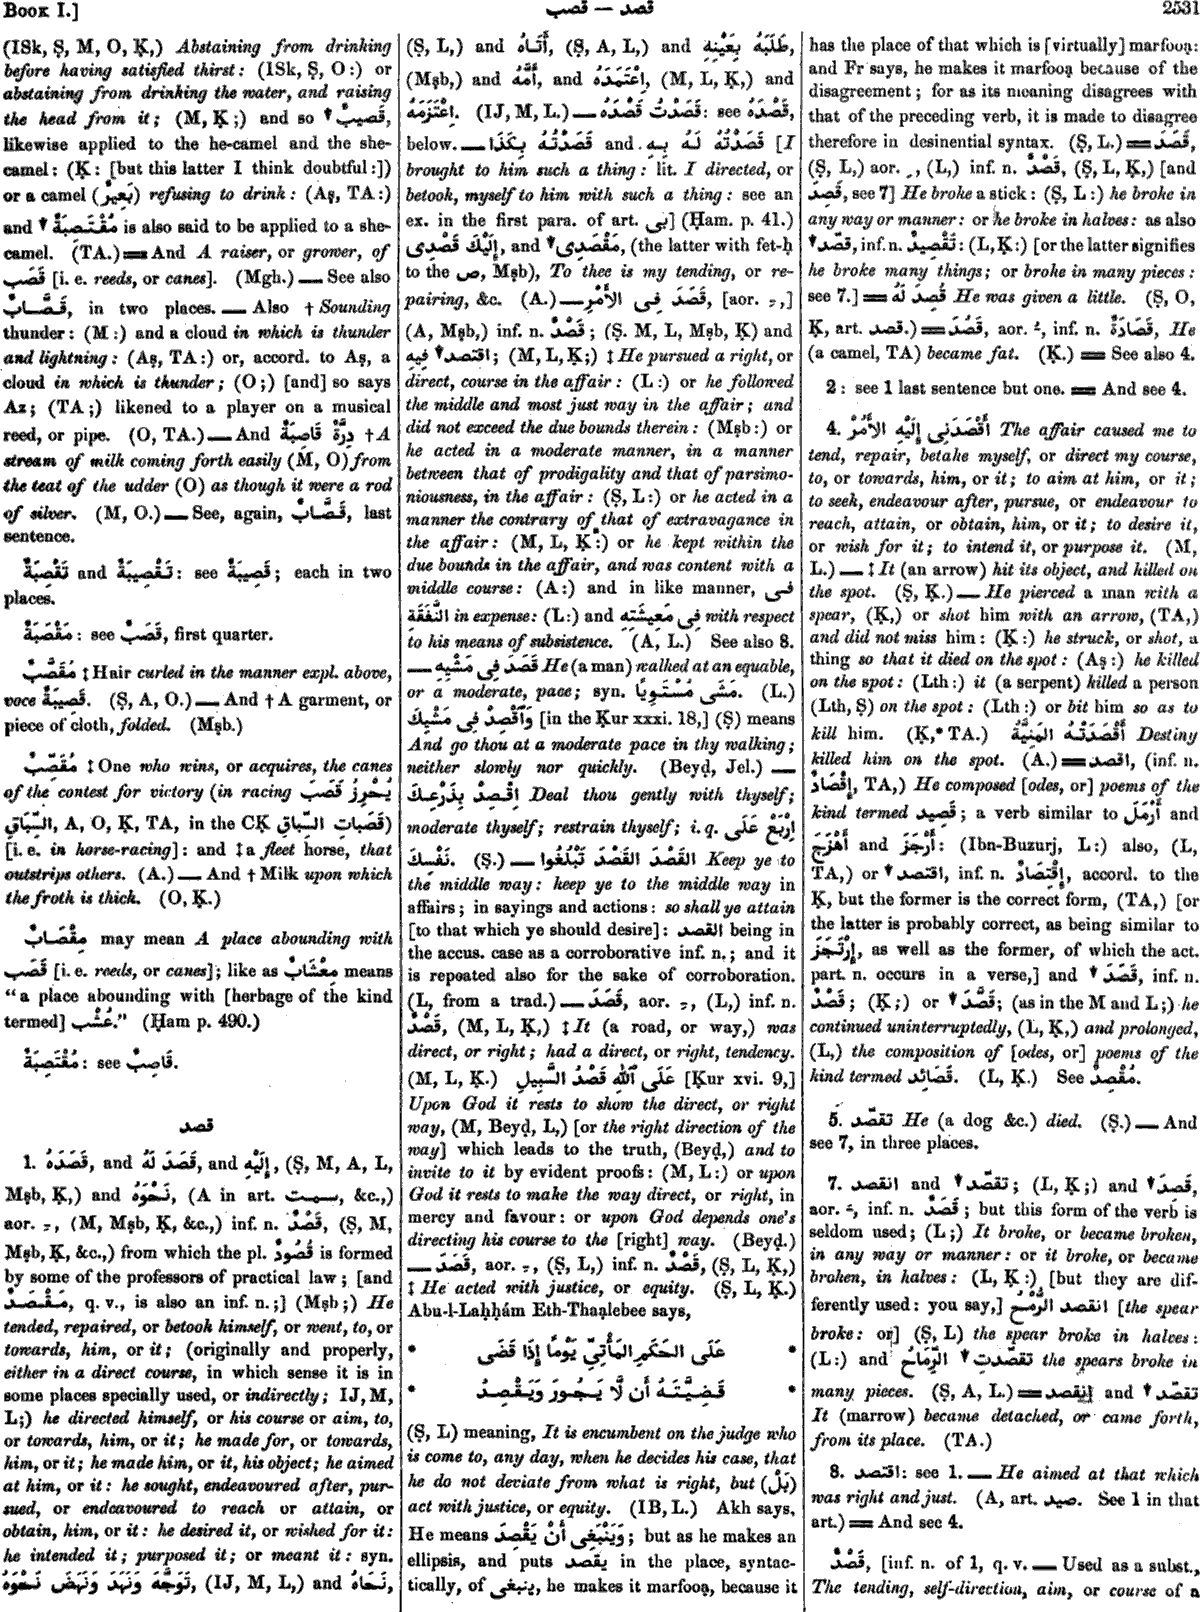 Book I.]
قصب — قصد
2531
(ISk, Ṣ, M, O, Ḳ,) Abstaining from drinking
before having satisfied thirst: (ISk, Ṣ, O:) or
abstaining from drinking the water, and raising
the head from it; (M, Ḳ;) and so ▼ قَصِيبٌ,
likewise applied to the he-camel and the she-
camel: (Ḳ: [but this latter I think doubtful:])
or a camel (بَعِيرٌ) refusing to drink: (Aṣ, TA:)
and ▼ مُقْتَصِبَةٌ is also said to be applied to a she-
camel. (TA.) ═ And A raiser, or grower, of
قَصَب [i. e. reeds, or canes]. (Mgh.) — See also
قَصَّابٌ, in two places. — Also † Sounding
thunder: (M:) and a cloud in which is thunder
and lightning: (Aṣ, TA:) or, accord. to Aṣ, a
cloud in which is thunder; (O;) [and] so says
Az; (TA;) likened to a player on a musical
reed, or pipe. (O, TA.) — And دِرَّةٌ قَاصِبَةٌ † A
stream of milk coming forth easily (M, O) from
the teat of the udder (O) as though it were a rod
of silver. (M, O.) — See, again, قَصَّابٌ, last
sentence.
تَقْصِبَةٌ and تَقْصِيبَةٌ: see قَصِيبَةٌ; each in two
places.
مَقْصَبَةٌ: see قَصَبٌ, first quarter.
مُقَصَّبٌ ‡ Hair curled in the manner expl. above,
voce قَصِيبَةٌ. (Ṣ, A, O.) — And † A garment, or
piece of cloth, folded. (Mṣb.)
مُقَصِّبٌ ‡ One who wins, or acquires, the canes
of the contest for victory (in racing يُحْرِزُ قَصَبَ
السِّبَاقِ, A, O, Ḳ, TA, in the CḲ قَصَباتِ السِّباقِ)
[i. e. in horse-racing]: and ‡ a fleet horse, that
outstrips others. (A.) — And † Milk upon which
the froth is thick. (O, Ḳ.)
مِقْصَابٌ may mean A place abounding with
قَصَب [i. e. reeds, or canes]; like as مِعْشَابٌ means
"a place abounding with [herbage of the kind
termed] عُشْب." (Ḥam p. 490.)
مُقْتَصِبَةٌ: see قَاصِبٌ.
قصد
1. قَصَدَهُ, and قَصَدَ لَهُ, and إِلَيْهِ, (Ṣ, M, A, L,
Mṣb, Ḳ,) and نَحْوَهُ, (A in art. سمت, &c.,)
aor. ـِ, (M, Mṣb, Ḳ, &c.,) inf. n. قَصْدٌ, (Ṣ, M,
Mṣb, Ḳ, &c.,) from which the pl. قُصُودٌ is formed
by some of the professors of practical law; [and
مَقْصَدٌ, q. v., is also an inf. n.;] (Mṣb;) He
tended, repaired, or betook himself, or went, to, or
towards, him, or it; (originally and properly,
either in a direct course, in which sense it is in
some places specially used, or indirectly; IJ, M,
L;) he directed himself, or his course or aim, to,
or towards, him, or it; he made for, or towards,
him, or it; he made him, or it, his object; he aimed
at him, or it: he sought, endeavoured after, pur-
sued, or endeavoured to reach or attain, or
obtain, him, or it: he desired it, or wished for it:
he intended it; purposed it; or meant it: syn.
نَحَاهُ, (IJ, M, L,) and تَوَجَّهَ وَنَهَدَ وَنَهَضَ نَحْوَهُ
(Ṣ, L,) and أَتَاهُ, (Ṣ, A, L,) and طَلَبَهُ بِعَيْنِهِ,
(Mṣb,) and أَمَّهُ, and اِعْتَمَدَهُ, (M, L, Ḳ,) and
اِعْتَزَمَهُ. (IJ, M, L.) — قَصَدْتُ قَصْدَهُ: see قَصْدَهُ,
below. — قَصَدْتُهُ بِكَذَا and قَصَدْتُهُ لَهُ بِهِ [I
brought to him such a thing: lit. I directed, or
betook, myself to him with such a thing: see an
ex. in the first para. of art. بى] (Ḥam. p. 41.)
إِلَيْكَ قَصْدِى, and ▼ مَقْصَدِى, (the latter with fet-ḥ
to the ص, Mṣb), To thee is my tending, or re-
pairing, &c. (A.) — قَصَدَ فِى الأَمْرِ, [aor. ـِ,]
(A, Mṣb,) inf. n. قَصْدٌ; (Ṣ. M, L, Mṣb, Ḳ) and
▼ اقتصد فِيهِ; (M, L, Ḳ;) ‡ He pursued a right, or
direct, course in the affair: (L:) or he followed
the middle and most just way in the affair; and
did not exceed the due bounds therein: (Mṣb:) or
he acted in a moderate manner, in a manner
between that of prodigality and that of parsimo-
niousness, in the affair: (Ṣ, L:) or he acted in a
manner the contrary of that of extravagance in
the affair: (M, L, Ḳ:) or he kept within the
due bounds in the affair, and was content with a
middle course: (A:) and in like manner, فِى
النَّفَقَةِ in expense: (L:) and فِى مَعِيشَتِهِ with respect
to his means of subsistence. (A, L.) See also 8.
— قَصَدَ فِى مَشْيِهِ He (a man) walked at an equable,
or a moderate, pace; syn. مَشَى مُسْتَوِيًا. (L.)
وَٱقْصِدْ فِى مَشْيِكَ [in the Ḳur xxxi. 18,] (Ṣ) means
And go thou at a moderate pace in thy walking;
neither slowly nor quickly. (Beyḍ, Jel.) —
اِقْصِدْ بِذَرْعِكَ Deal thou gently with thyself;
moderate thyself; restrain thyself; i. q. اِرْبَعْ عَلَى
نَفْسِكَ. (Ṣ.) — القَصْدَ القَصْدَ تَبْلُغُوا Keep ye to
the middle way: keep ye to the middle way in
affairs; in sayings and actions: so shall ye attain
[to that which ye should desire]: القصد being in
the accus. case as a corroborative inf. n.; and it
is repeated also for the sake of corroboration.
(L, from a trad.) — قَصَدَ, aor. ـِ, (L,) inf. n.
قَصْدٌ, (M, L, Ḳ,) ‡ It (a road, or way,) was
direct, or right; had a direct, or right, tendency.
(M, L, Ḳ.) عَلَى ٱللّٰهِ قَصْدُ السَّبِيلِ [Ḳur xvi. 9,]
Upon God it rests to show the direct, or right
way, (M, Beyḍ, L,) [or the right direction of the
way] which leads to the truth, (Beyḍ,) and to
invite to it by evident proofs: (M, L:) or upon
God it rests to make the way direct, or right, in
mercy and favour: or upon God depends one's
directing his course to the [right] way. (Beyḍ.)
— قَصَدَ, aor. ـِ, (Ṣ, L,) inf. n. قَصْدٌ, (Ṣ, L, Ḳ,)
‡ He acted with justice, or equity. (Ṣ, L, Ḳ.)
Abu-l-Laḥḥám Eth-Thaạlebee says,
* عَلَى الحَكَمِ المَأْتِىِّ يَوْمًا إِذَا قَضَى *
* قَضِيَّتَهُ أَن لَّا يَجُورَ وَيَقْصِدُ *
(Ṣ, L) meaning, It is encumbent on the judge who
is come to, any day, when he decides his case, that
he do not deviate from what is right, but (بَلْ)
act with justice, or equity. (IB, L.) Akh says,
He means وَيَنْبَغِى أَنْ يَقْصِدَ; but as he makes an
ellipsis, and puts يقصد in the place, syntac-
tically, of ينبغى, he makes it marfooạ, because it
has the place of that which is [virtually] marfooạ:
and Fr says, he makes it marfooạ because of the
disagreement; for as its meaning disagrees with
that of the preceding verb, it is made to disagree
therefore in desinential syntax. (Ṣ, L.) ═ قَصَدَ,
(Ṣ, L,) aor. ـِ, (L,) inf. n. قَصْدٌ, (Ṣ, L, Ḳ,) [and
قَصِدَ, see 7] He broke a stick: (Ṣ, L:) he broke in
any way or manner: or he broke in halves: as also
▼ قصّد, inf. n. تَقْصِيدٌ: (L, Ḳ:) [or the latter signifies
he broke many things; or broke in many pieces:
see 7.] ═ قُصِدَ لَهُ He was given a little. (Ṣ, O,
Ḳ, art. قصد.) ═ قَصُدَ, aor. ـُ, inf. n. قَصَادَةٌ, He
(a camel, TA) became fat. (Ḳ.) ═ See also 4.
2: see 1 last sentence but one. ═ And see 4.
4. أَقْصَدَنِى إِلَيْهِ الأَمْرُ The affair caused me to
tend, repair, betake myself, or direct my course,
to, or towards, him, or it; to aim at him, or it;
to seek, endeavour after, pursue, or endeavour to
reach, attain, or obtain, him, or it; to desire it,
or wish for it; to intend it, or purpose it. (M,
L.) — ‡ It (an arrow) hit its object, and killed on
the spot. (Ṣ, Ḳ.) — He pierced a man with a
spear, (Ḳ,) or shot him with an arrow, (TA,)
and did not miss him: (Ḳ:) he struck, or shot, a
thing so that it died on the spot: (Aṣ:) he killed
on the spot: (Lth:) it (a serpent) killed a person
(Lth, Ṣ) on the spot: (Lth:) or bit him so as to
kill him. (Ḳ,* TA.) أَقْصَدَتْهُ المَنِيَّةُ Destiny
killed him on the spot. (A.) ═ اقصد, (inf. n.
إِقْصَادٌ, TA,) He composed [odes, or] poems of the
kind termed قَصِيد; a verb similar to أَرْمَلَ and
أَهْزَجَ and أَرْجَزَ: (Ibn-Buzurj, L:) also, (L,
TA,) or ▼ اقتصد, inf. n. اِقْتِصَادٌ, accord. to the
Ḳ, but the former is the correct form, (TA,) [or
the latter is probably correct, as being similar to
اِرْتَجَزَ, as well as the former, of which the act.
part. n. occurs in a verse,] and ▼ قَصَدَ, inf. n.
قَصْدٌ; (Ḳ;) or ▼ قَصَّدَ; (as in the M and L;) he
continued uninterruptedly, (L, Ḳ,) and prolonged,
(L,) the composition of [odes, or] poems of the
kind termed قَصَائِد. (L, Ḳ.) See مُقْصِدٌ.
5. تقصّد He (a dog &c.) died. (Ṣ.) — And
see 7, in three places.
7. انقصد and ▼ تقصّد; (L, Ḳ;) and ▼ قَصِدَ,
aor. ـَ, inf. n. قَصَدٌ; but this form of the verb is
seldom used; (L;) It broke, or became broken,
in any way or manner: or it broke, or became
broken, in halves: (L, Ḳ:) [but they are dif-
ferently used: you say,] انقصد الرُّمْحُ [the spear
broke: or] (Ṣ, L) the spear broke in halves:
(L:) and ▼ تقصّدت الرِّمَاحُ the spears broke in
many pieces. (Ṣ, A, L.) ═ انقصد and ▼ تقصّد
It (marrow) became detached, or came forth,
from its place. (TA.)
8. اقتصد: see 1. — He aimed at that which
was right and just. (A, art. صيد. See 1 in that
art.) ═ And see 4.
قَصْدٌ, [inf. n. of 1, q. v. — Used as a subst.,
The tending, self-direction, aim, or course of a